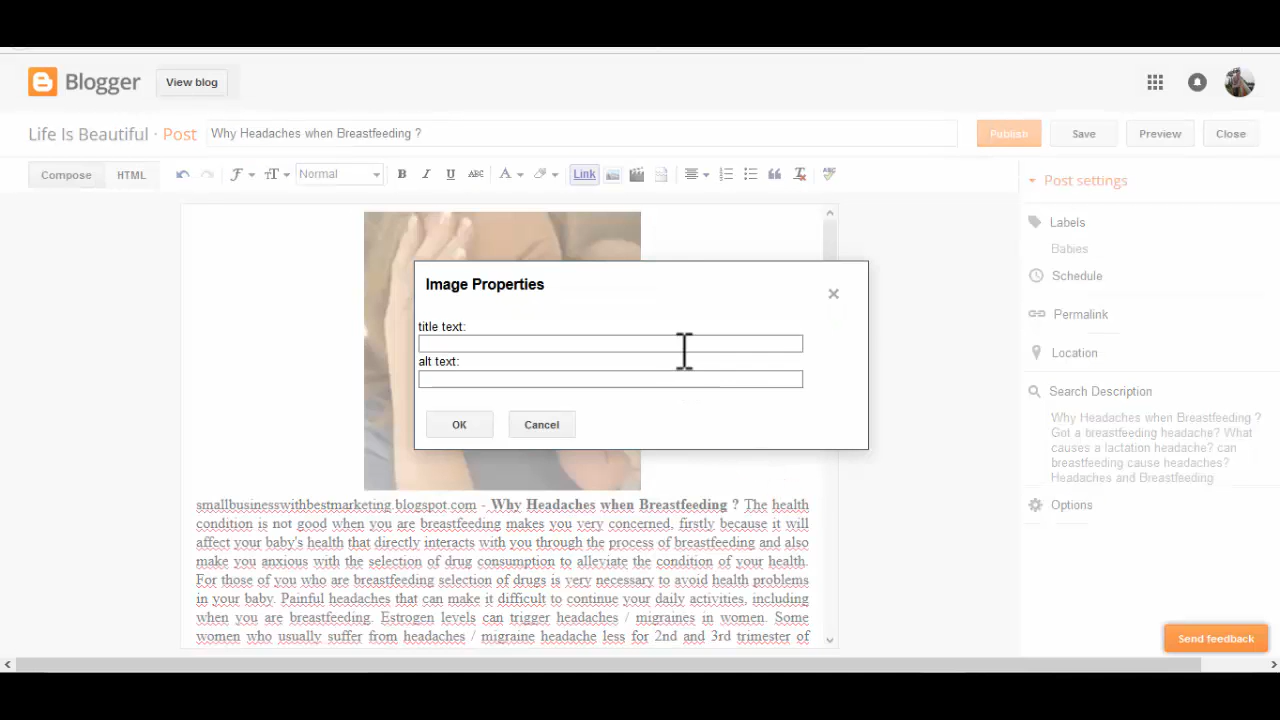 Blogger
View blog
Life Is Beautiful · Post
Why Headaches when Breastfeeding ?
Publish
Save
Preview
Close
Compose
HTML
Normal
B
I
U
ABC
A
Link
ABC
Post settings
Labels
Babies
Schedule
Permalink
Location
Search Description
Why Headaches when Breastfeeding ?
Got a breastfeeding headache? What
causes a lactation headache? can
breastfeeding cause headaches?
Headaches and Breastfeeding
Options
Image Properties
title text:
alt text:
OK
Cancel
smallbusinesswithbestmarketing.blogspot.com - Why Headaches when Breastfeeding ? The health
condition is not good when you are breastfeeding makes you very concerned, firstly because it will
affect your baby's health that directly interacts with you through the process of breastfeeding and also
make you anxious with the selection of drug consumption to alleviate the condition of your health.
For those of you who are breastfeeding selection of drugs is very necessary to avoid health problems
in your baby. Painful headaches that can make it difficult to continue your daily activities, including
when you are breastfeeding. Estrogen levels can trigger headaches / migraines in women. Some
women who usually suffer from headaches / migraine headache less for 2nd and 3rd trimester of
Send feedback